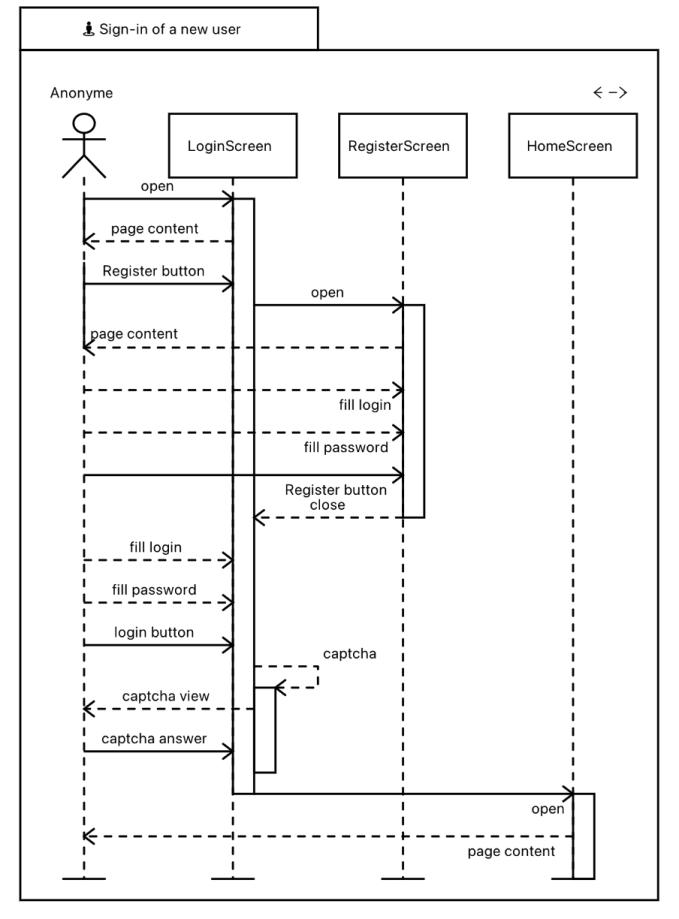 Sign-in of a new user
Anonyme
LoginScreen
RegisterScreen
HomeScreen
open
page content
Register button
open
page content
fill login
fill password
Register button
close
fill login
fill password
login button
captcha
captcha view
captcha answer
open
page content